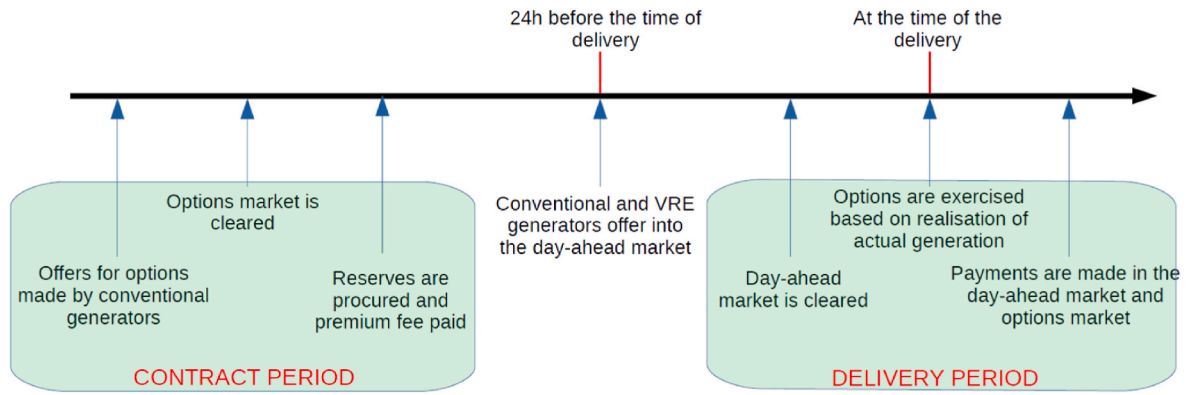 24h before the time of
delivery
At the time of the
delivery
Options market is
cleared
Offers for options
made by conventional
generators
Reserves are
procured and
premium fee paid
CONTRACT PERIOD
Conventional and VRE
generators offer into
the day-ahead market
Options are exercised
based on realisation of
actual generation
Day-ahead
market is cleared
Payments are made in the
day-ahead market and
options market
DELIVERY PERIOD